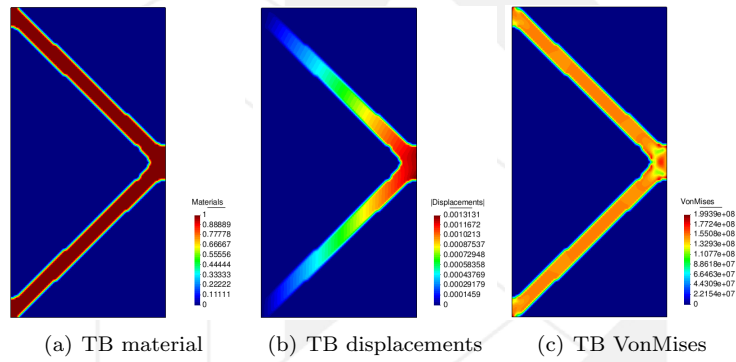 Materials
1
0.88889
0.77778
0.66667
0.55556
0.44444
0.33333
0.22222
0.11111
0
|Displacements|
0.0013131
0.0011672
0.0010213
0.00087537
0.00072948
0.00058358
0.00043769
0.00029179
0.0001459
0
VonMises
1.9939e+08
1.7724e+08
1.5508e+08
1.3293e+08
1.1077e+08
8.8618e+07
6.6463e+07
4.4309e+07
2.2154e+07
0
(a) TB material
(b) TB displacements
(c) TB VonMises